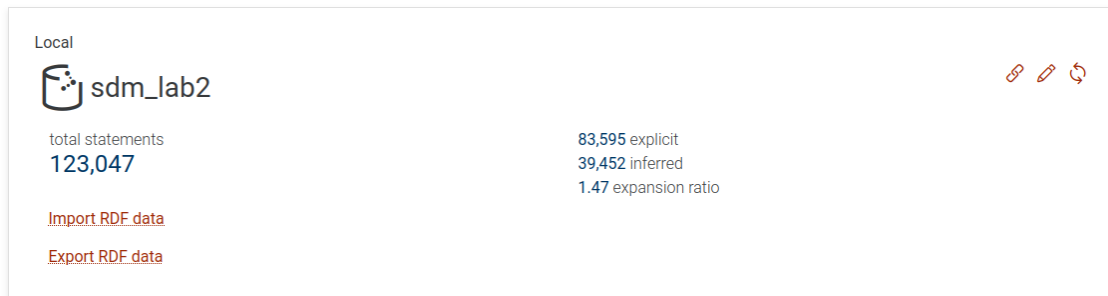 Local
sdm_lab2
total statements
123,047
83,595 explicit
39,452 inferred
1.47 expansion ratio
Import RDF data
Export RDF data